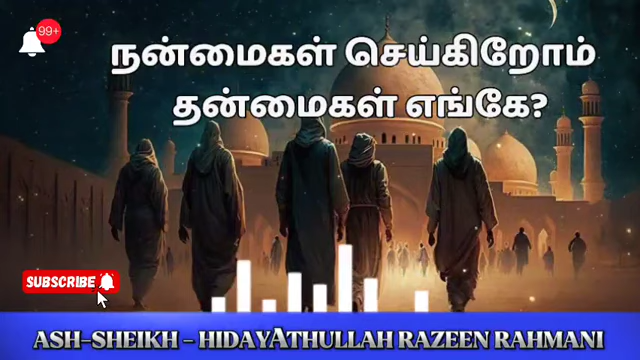 99+
நன்மைகள் செய்கிறோம்
தன்மைகள் எங்கே?
SUBSCRIBE
ASH-SHEIKH - HIDAYATHULLAH RAZEEN RAHMANI